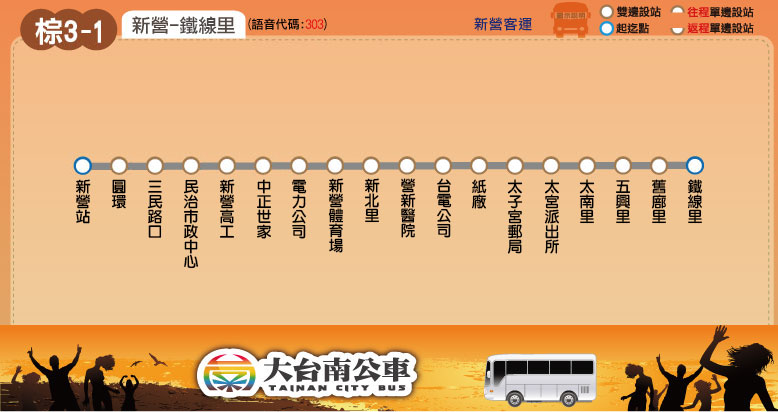 棕3-1
新營-鐵線里
(語音代碼:303)
新營客運
雙邊設站
往程單邊設站
起迄點
返程單邊設站
新營站
圓環
三民路口
民治市政中心
新營高工
中正世家
電力公司
新營體育場
新北里
營新醫院
台電公司
紙廠
太子宮郵局
太宮派出所
太南里
五興里
舊廍里
鐵線里
大台南公車
TAINAN CITY BUS